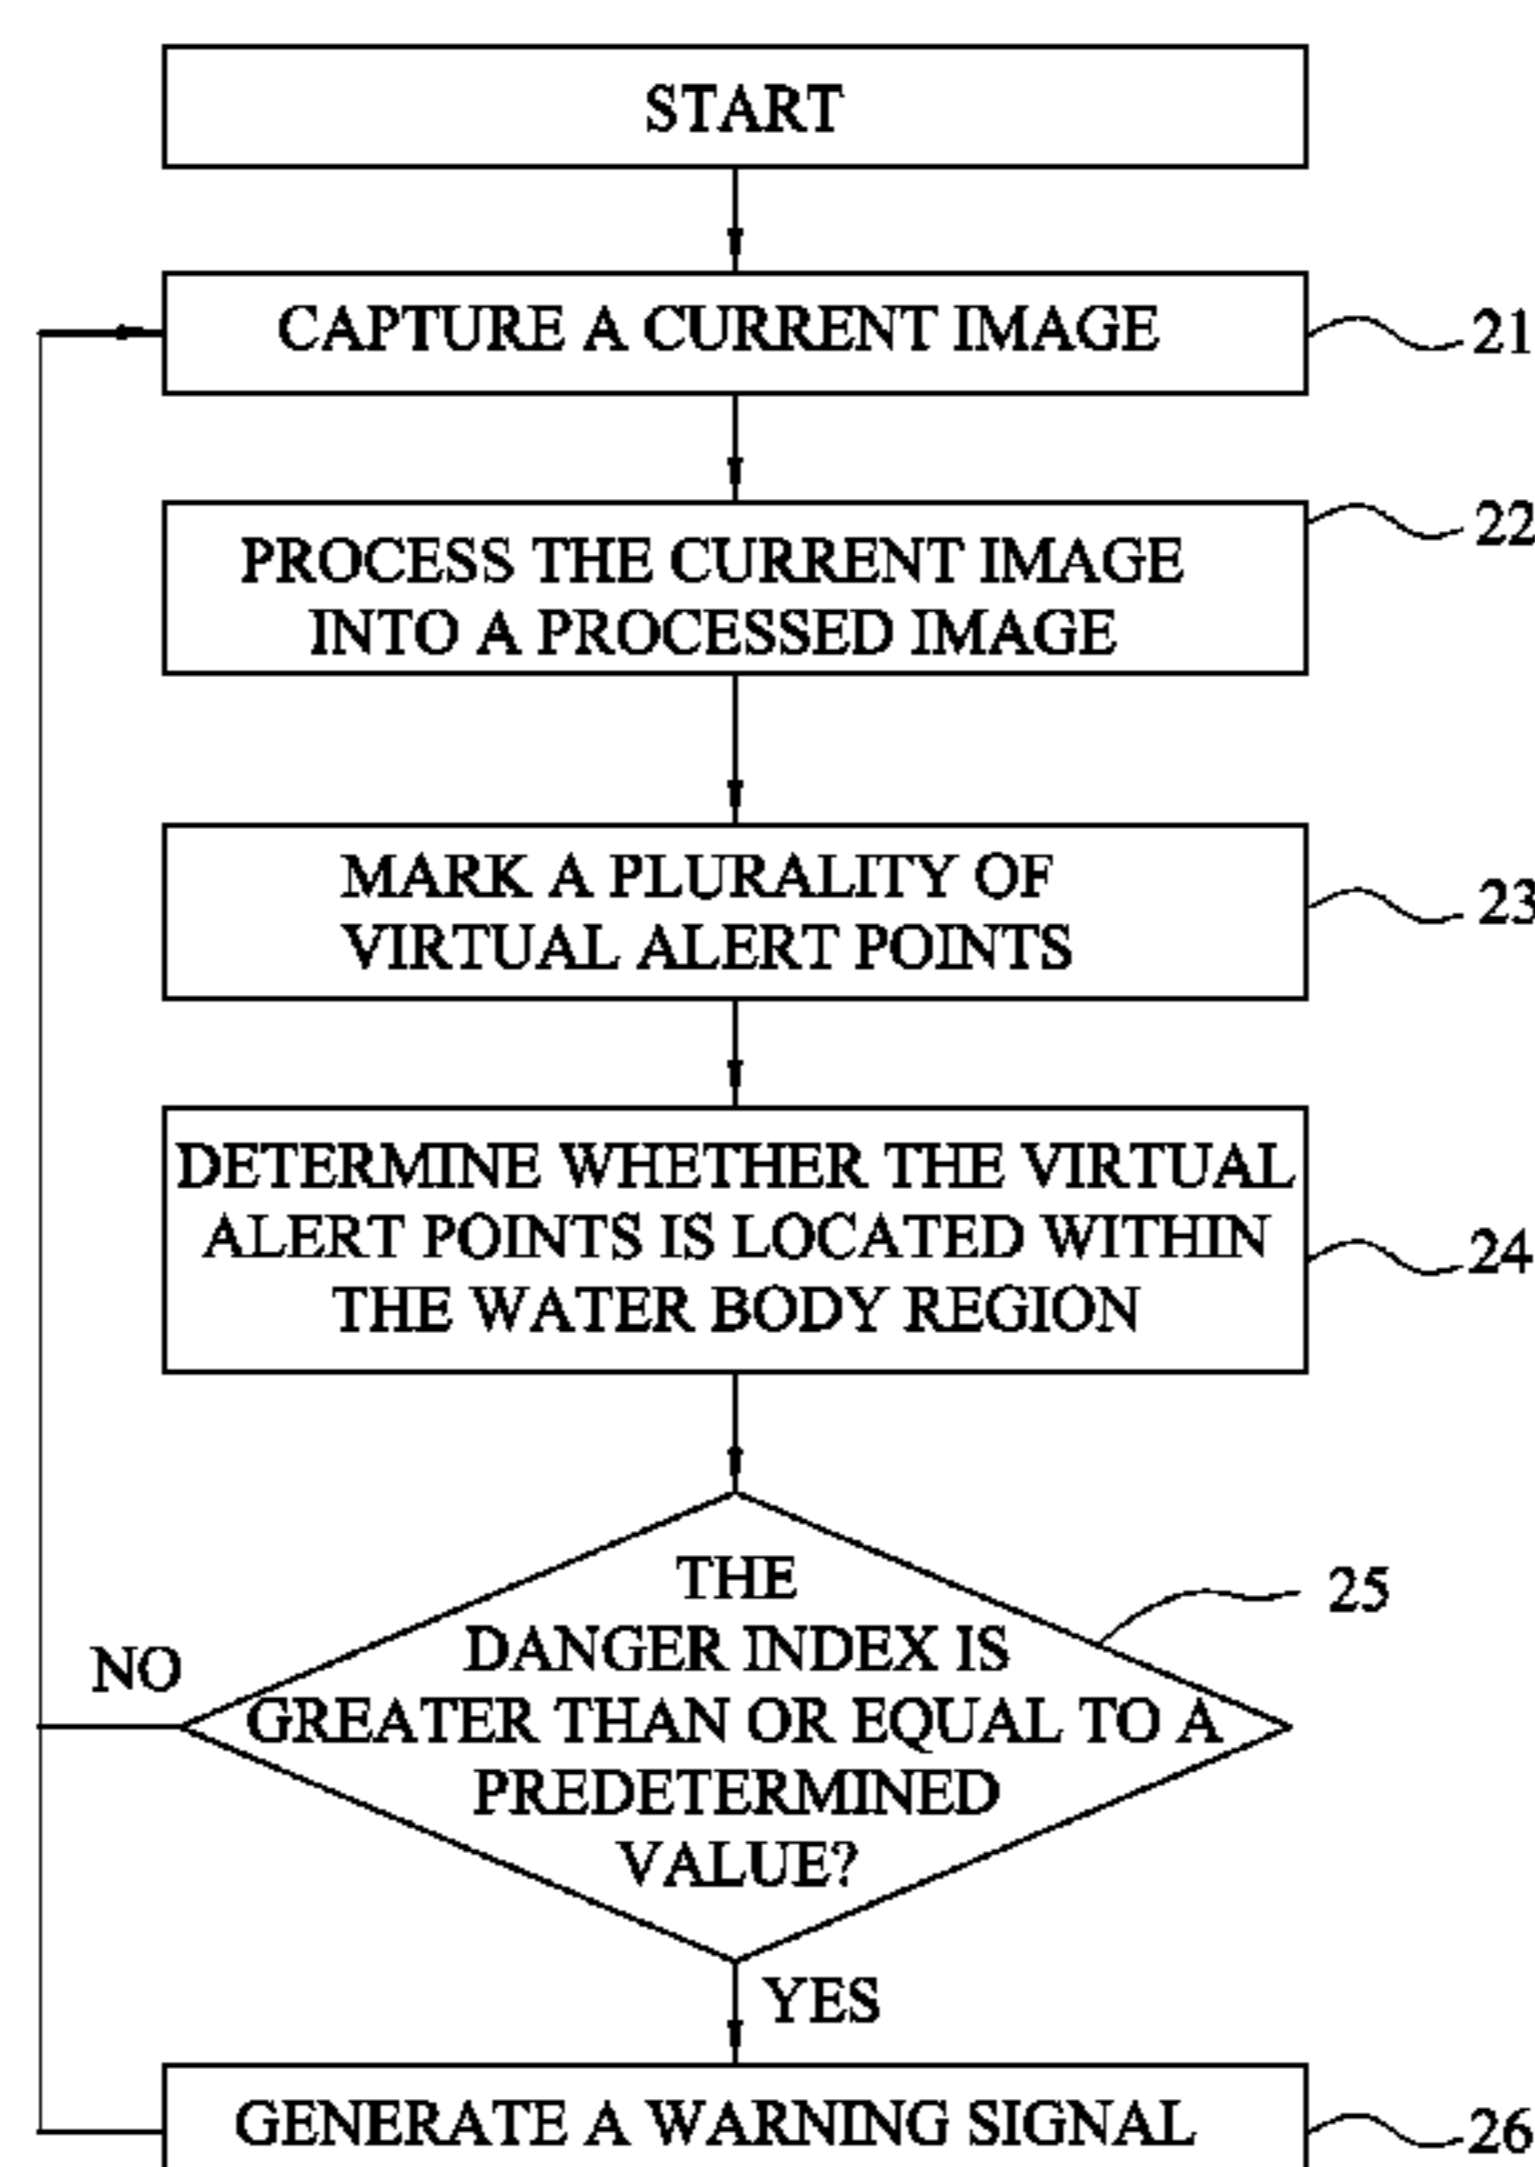 START
CAPTURE A CURRENT IMAGE
21
PROCESS THE CURRENT IMAGE
INTO A PROCESSED IMAGE
22
MARK A PLURALITY OF
VIRTUAL ALERT POINTS
23
DETERMINE WHETHER THE VIRTUAL
ALERT POINTS IS LOCATED WITHIN
THE WATER BODY REGION
24
THE
DANGER INDEX IS
GREATER THAN OR EQUAL TO A
PREDETERMINED
VALUE?
25
NO
YES
GENERATE A WARNING SIGNAL
26